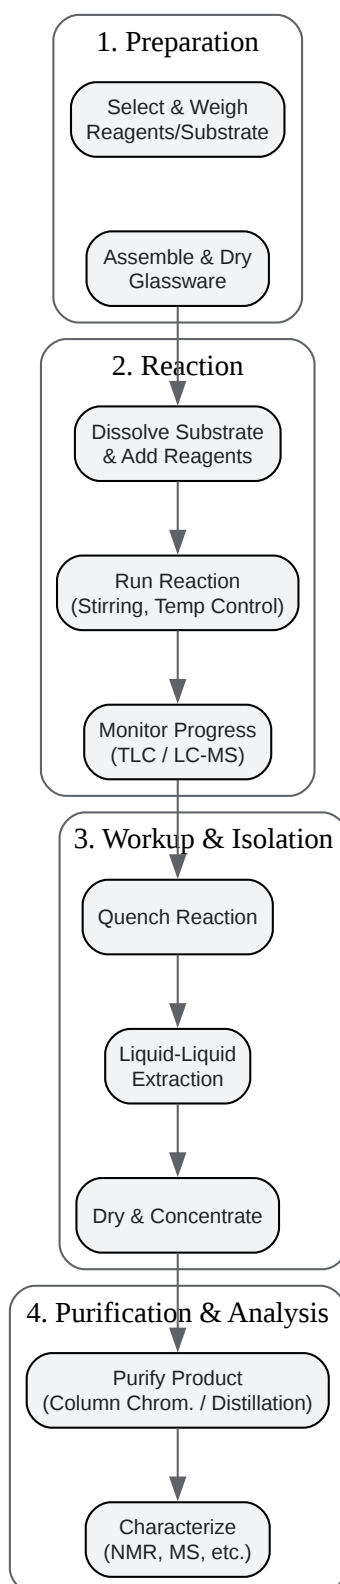 1. Preparation
Select & Weigh
Reagents/Substrate
Assemble & Dry
Glassware
2. Reaction
Dissolve Substrate
& Add Reagents
Run Reaction
(Stirring, Temp Control)
Monitor Progress
(TLC / LC-MS)
3. Workup & Isolation
Quench Reaction
Liquid-Liquid
Extraction
Dry & Concentrate
4. Purification & Analysis
Purify Product
(Column Chrom. / Distillation)
Characterize
(NMR, MS, etc.)